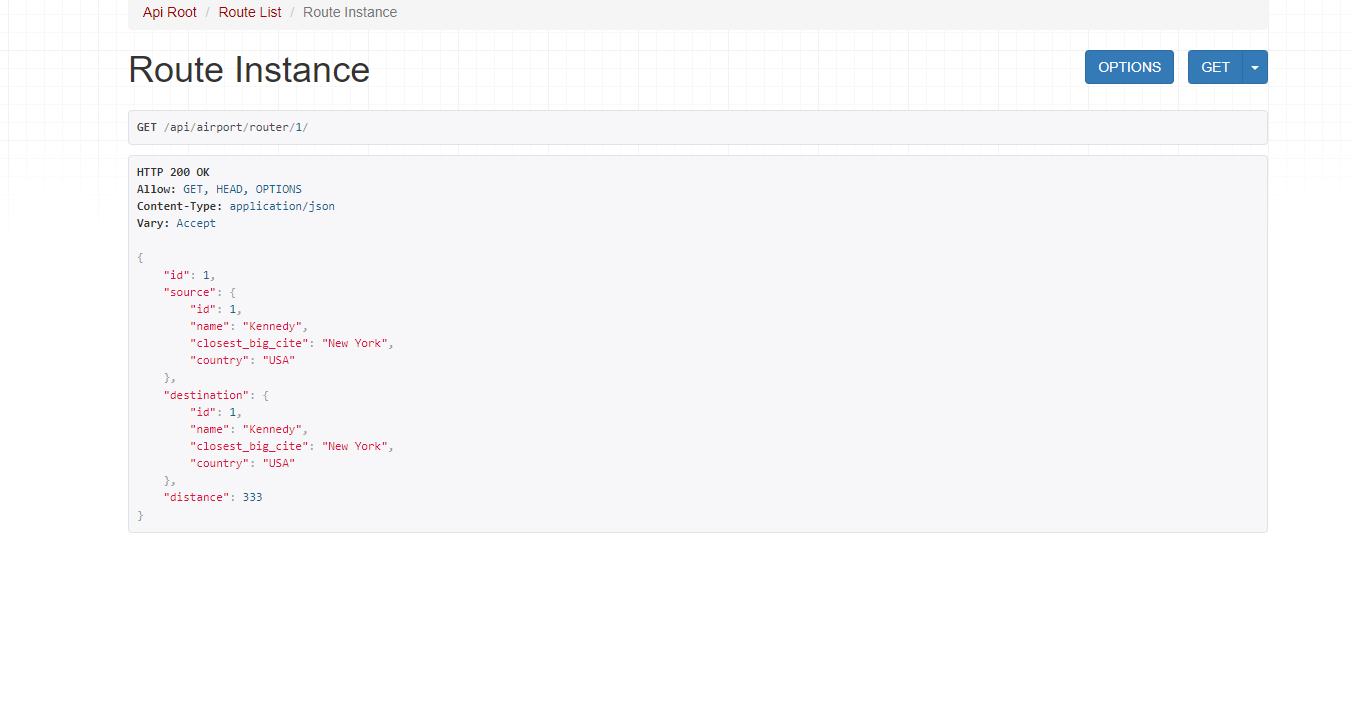 Api Root / Route List / Route Instance
Route Instance
OPTIONS
GET
GET /api/airport/router/1/
HTTP 200 OK
Allow: GET, HEAD, OPTIONS
Content-Type: application/json
Vary: Accept
{
    "id": 1,
    "source": {
        "id": 1,
        "name": "Kennedy",
        "closest_big_cite": "New York",
        "country": "USA"
    },
    "destination": {
        "id": 1,
        "name": "Kennedy",
        "closest_big_cite": "New York",
        "country": "USA"
    },
    "distance": 333
}